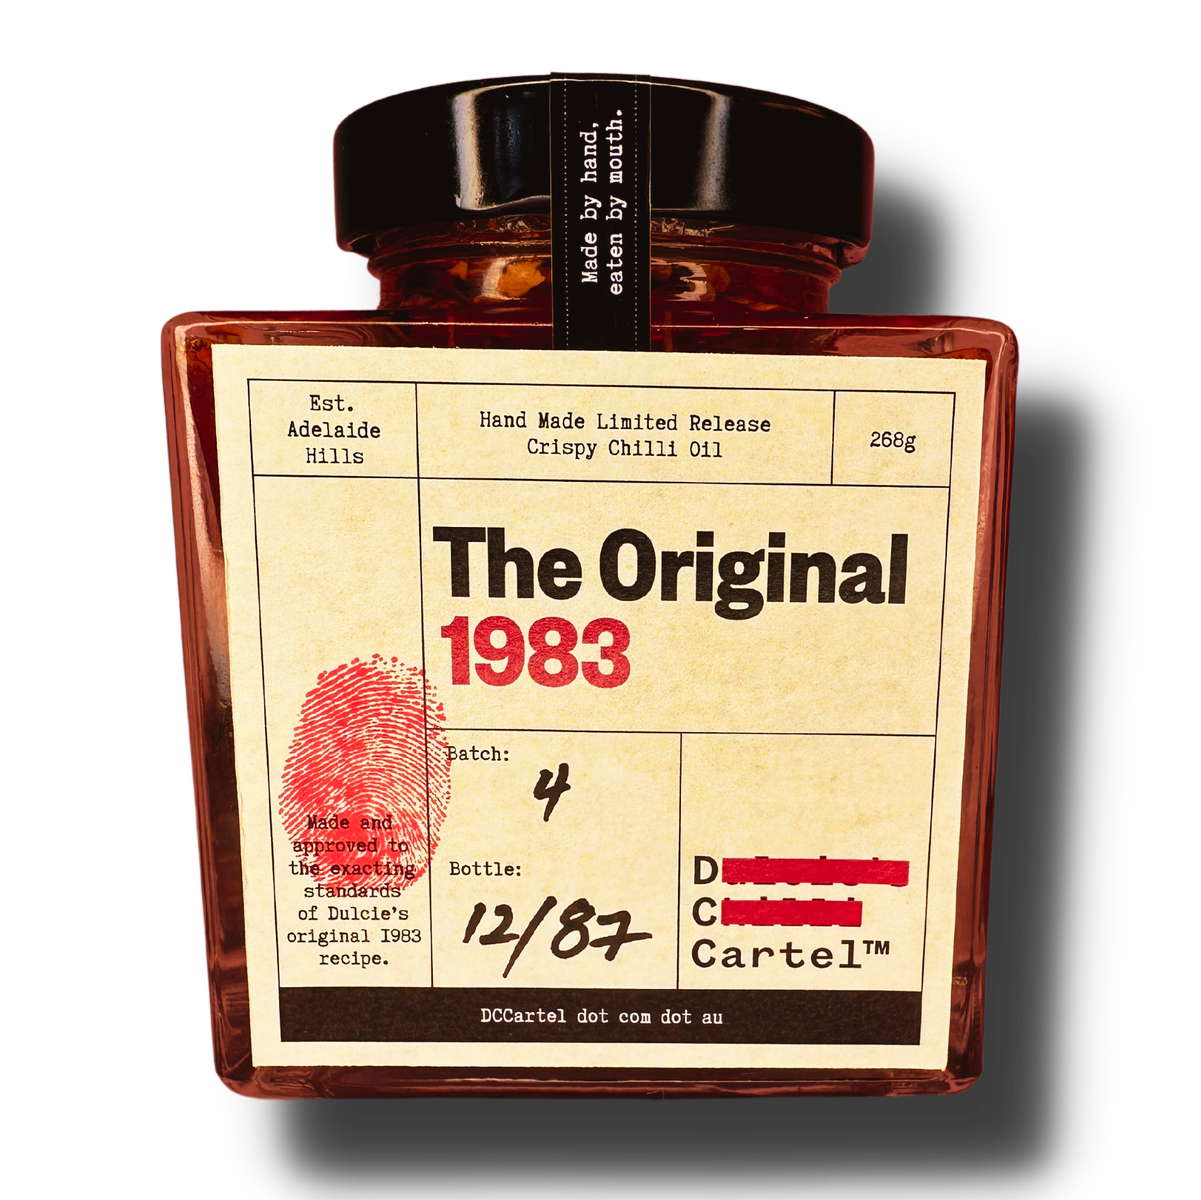 Made by hand,
eaten by mouth.
Est.
Adelaide
Hills
Hand Made Limited Release
Crispy Chilli Oil
268g
The Original
1983
Batch:
4
Bottle:
12/87
Made and
approved to
the exacting
standards
of Dulcie's
original 1983
recipe.
D
C
Cartel™
DCCartel dot com dot au